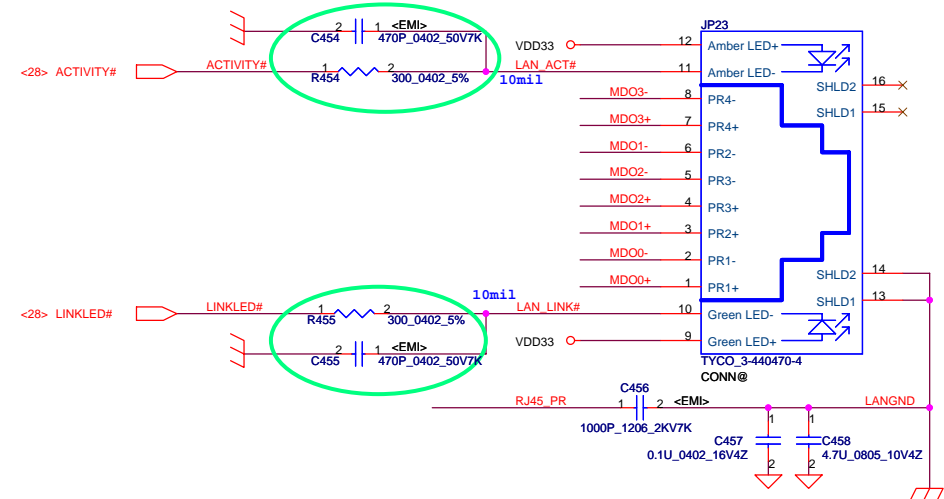 JP23
2 1 <EMI>
C454 470P_0402_50V7K
VDD33 12 Amber LED+
<28> ACTIVITY# ACTIVITY# 1 2 LAN_ACT# 11 Amber LED-
R454 300_0402_5% 10mil
SHLD2 16
MDO3- 8 PR4-
SHLD1 15
MDO3+ 7 PR4+
MDO1- 6 PR2-
MDO2- 5 PR3-
MDO2+ 4 PR3+
MDO1+ 3 PR2+
MDO0- 2 PR1-
SHLD2 14
MDO0+ 1 PR1+
10mil
SHLD1 13
<28> LINKLED# LINKLED# 1 2 LAN_LINK# 10 Green LED-
R455 300_0402_5%
VDD33 9 Green LED+
2 1 <EMI>
C455 470P_0402_50V7K
TYCO_3-440470-4
CONN@
C456
RJ45_PR 1 2 <EMI> LANGND
1000P_1206_2KV7K
1 1
C457 C458
0.1U_0402_16V4Z 4.7U_0805_10V4Z
2 2